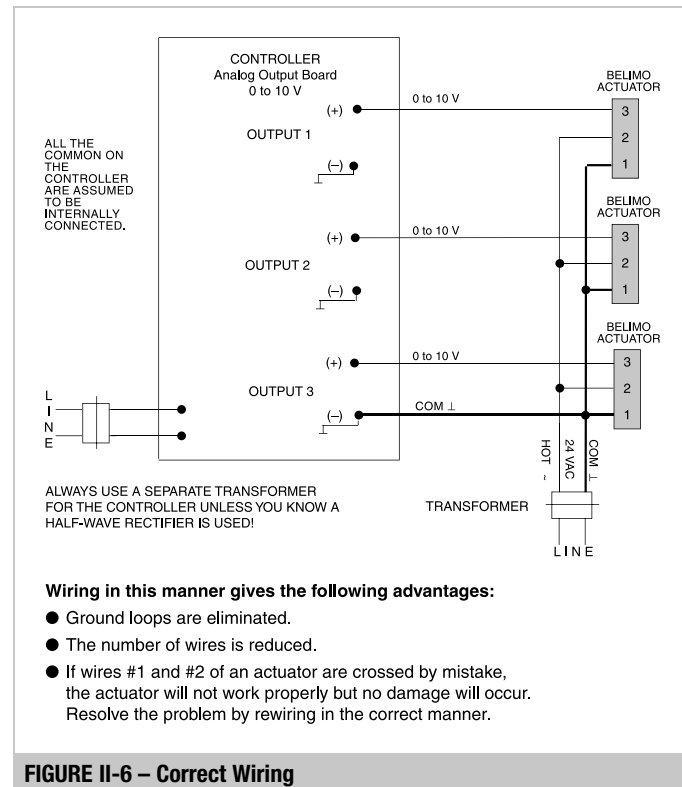 CONTROLLER
Analog Output Board
0 to 10 V
(+)
OUTPUT 1
(–)
ALL THE
COMMON ON
THE
CONTROLLER
ARE ASSUMED
TO BE
INTERNALLY
CONNECTED.
(+)
OUTPUT 2
(–)
(+)
OUTPUT 3
(–)
0 to 10 V
BELIMO
ACTUATOR
3
2
1
0 to 10 V
BELIMO
ACTUATOR
3
2
1
0 to 10 V
BELIMO
ACTUATOR
3
2
1
COM ⊥
LINE
HOT ~
24 VAC
COM ⊥
TRANSFORMER
LINE
ALWAYS USE A SEPARATE TRANSFORMER
FOR THE CONTROLLER UNLESS YOU KNOW A
HALF-WAVE RECTIFIER IS USED!
Wiring in this manner gives the following advantages:
● Ground loops are eliminated.
● The number of wires is reduced.
● If wires #1 and #2 of an actuator are crossed by mistake,
the actuator will not work properly but no damage will occur.
Resolve the problem by rewiring in the correct manner.
FIGURE II-6 – Correct Wiring